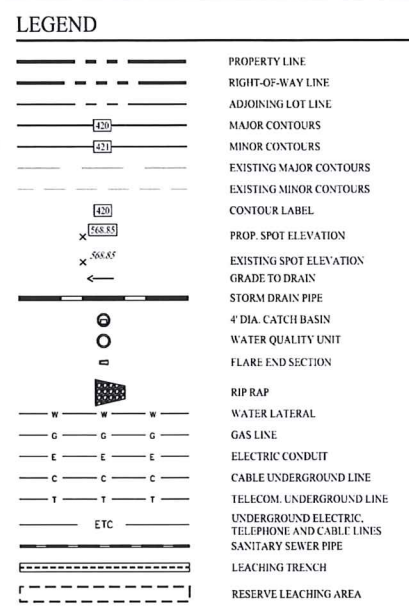 LEGEND
PROPERTY LINE
RIGHT-OF-WAY LINE
ADJOINING LOT LINE
420 MAJOR CONTOURS
421 MINOR CONTOURS
EXISTING MAJOR CONTOURS
EXISTING MINOR CONTOURS
420 CONTOUR LABEL
568.85 PROP. SPOT ELEVATION
568.85 EXISTING SPOT ELEVATION
GRADE TO DRAIN
STORM DRAIN PIPE
4' DIA. CATCH BASIN
WATER QUALITY UNIT
FLARE END SECTION
RIP RAP
W W W WATER LATERAL
G G G GAS LINE
E E E ELECTRIC CONDUIT
C C C CABLE UNDERGROUND LINE
T T T TELECOM. UNDERGROUND LINE
ETC UNDERGROUND ELECTRIC,
TELEPHONE AND CABLE LINES
SANITARY SEWER PIPE
LEACHING TRENCH
RESERVE LEACHING AREA